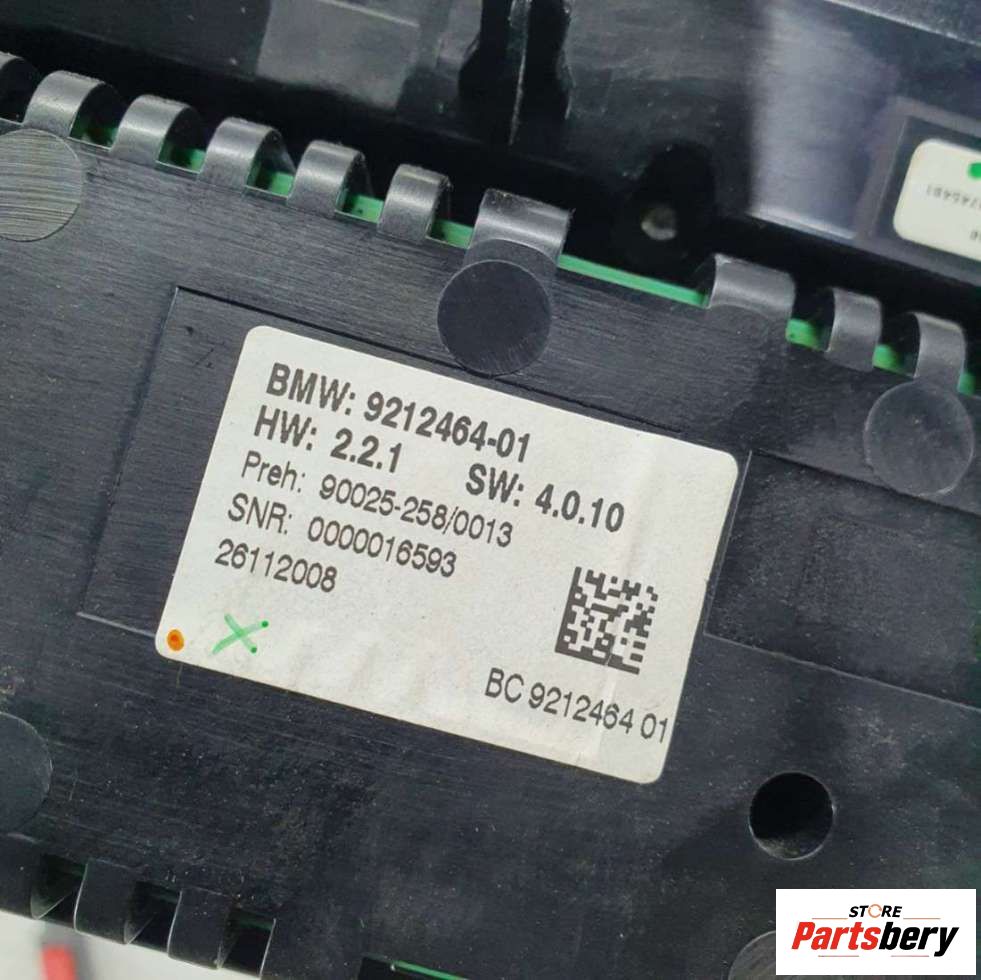 BMW: 9212464-01
HW: 2.2.1 SW: 4.0.10
Preh: 90025-258/0013
SNR: 0000016593
26112008
BC 9212464 01
STORE
Partsbery